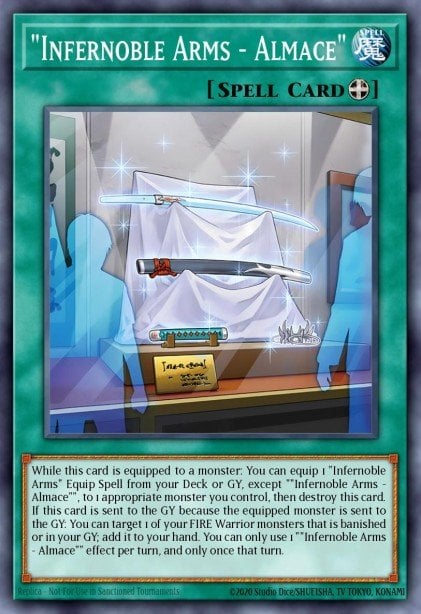 "Infernoble Arms - Almace"
SPELL
魔
[Spell Card]
While this card is equipped to a monster: You can equip 1 "Infernoble
Arms" Equip Spell from your Deck or GY, except ""Infernoble Arms -
Almace"", to 1 appropriate monster you control, then destroy this card.
If this card is sent to the GY because the equipped monster is sent to
the GY: You can target 1 of your FIRE Warrior monsters that is banished
or in your GY; add it to your hand. You can only use 1 ""Infernoble Arms
- Almace"" effect per turn, and only once that turn.
Replica - Not For Use in Sanctioned Tournaments
©2020 Studio Dice/SHUEISHA, TV TOKYO, KONAMI